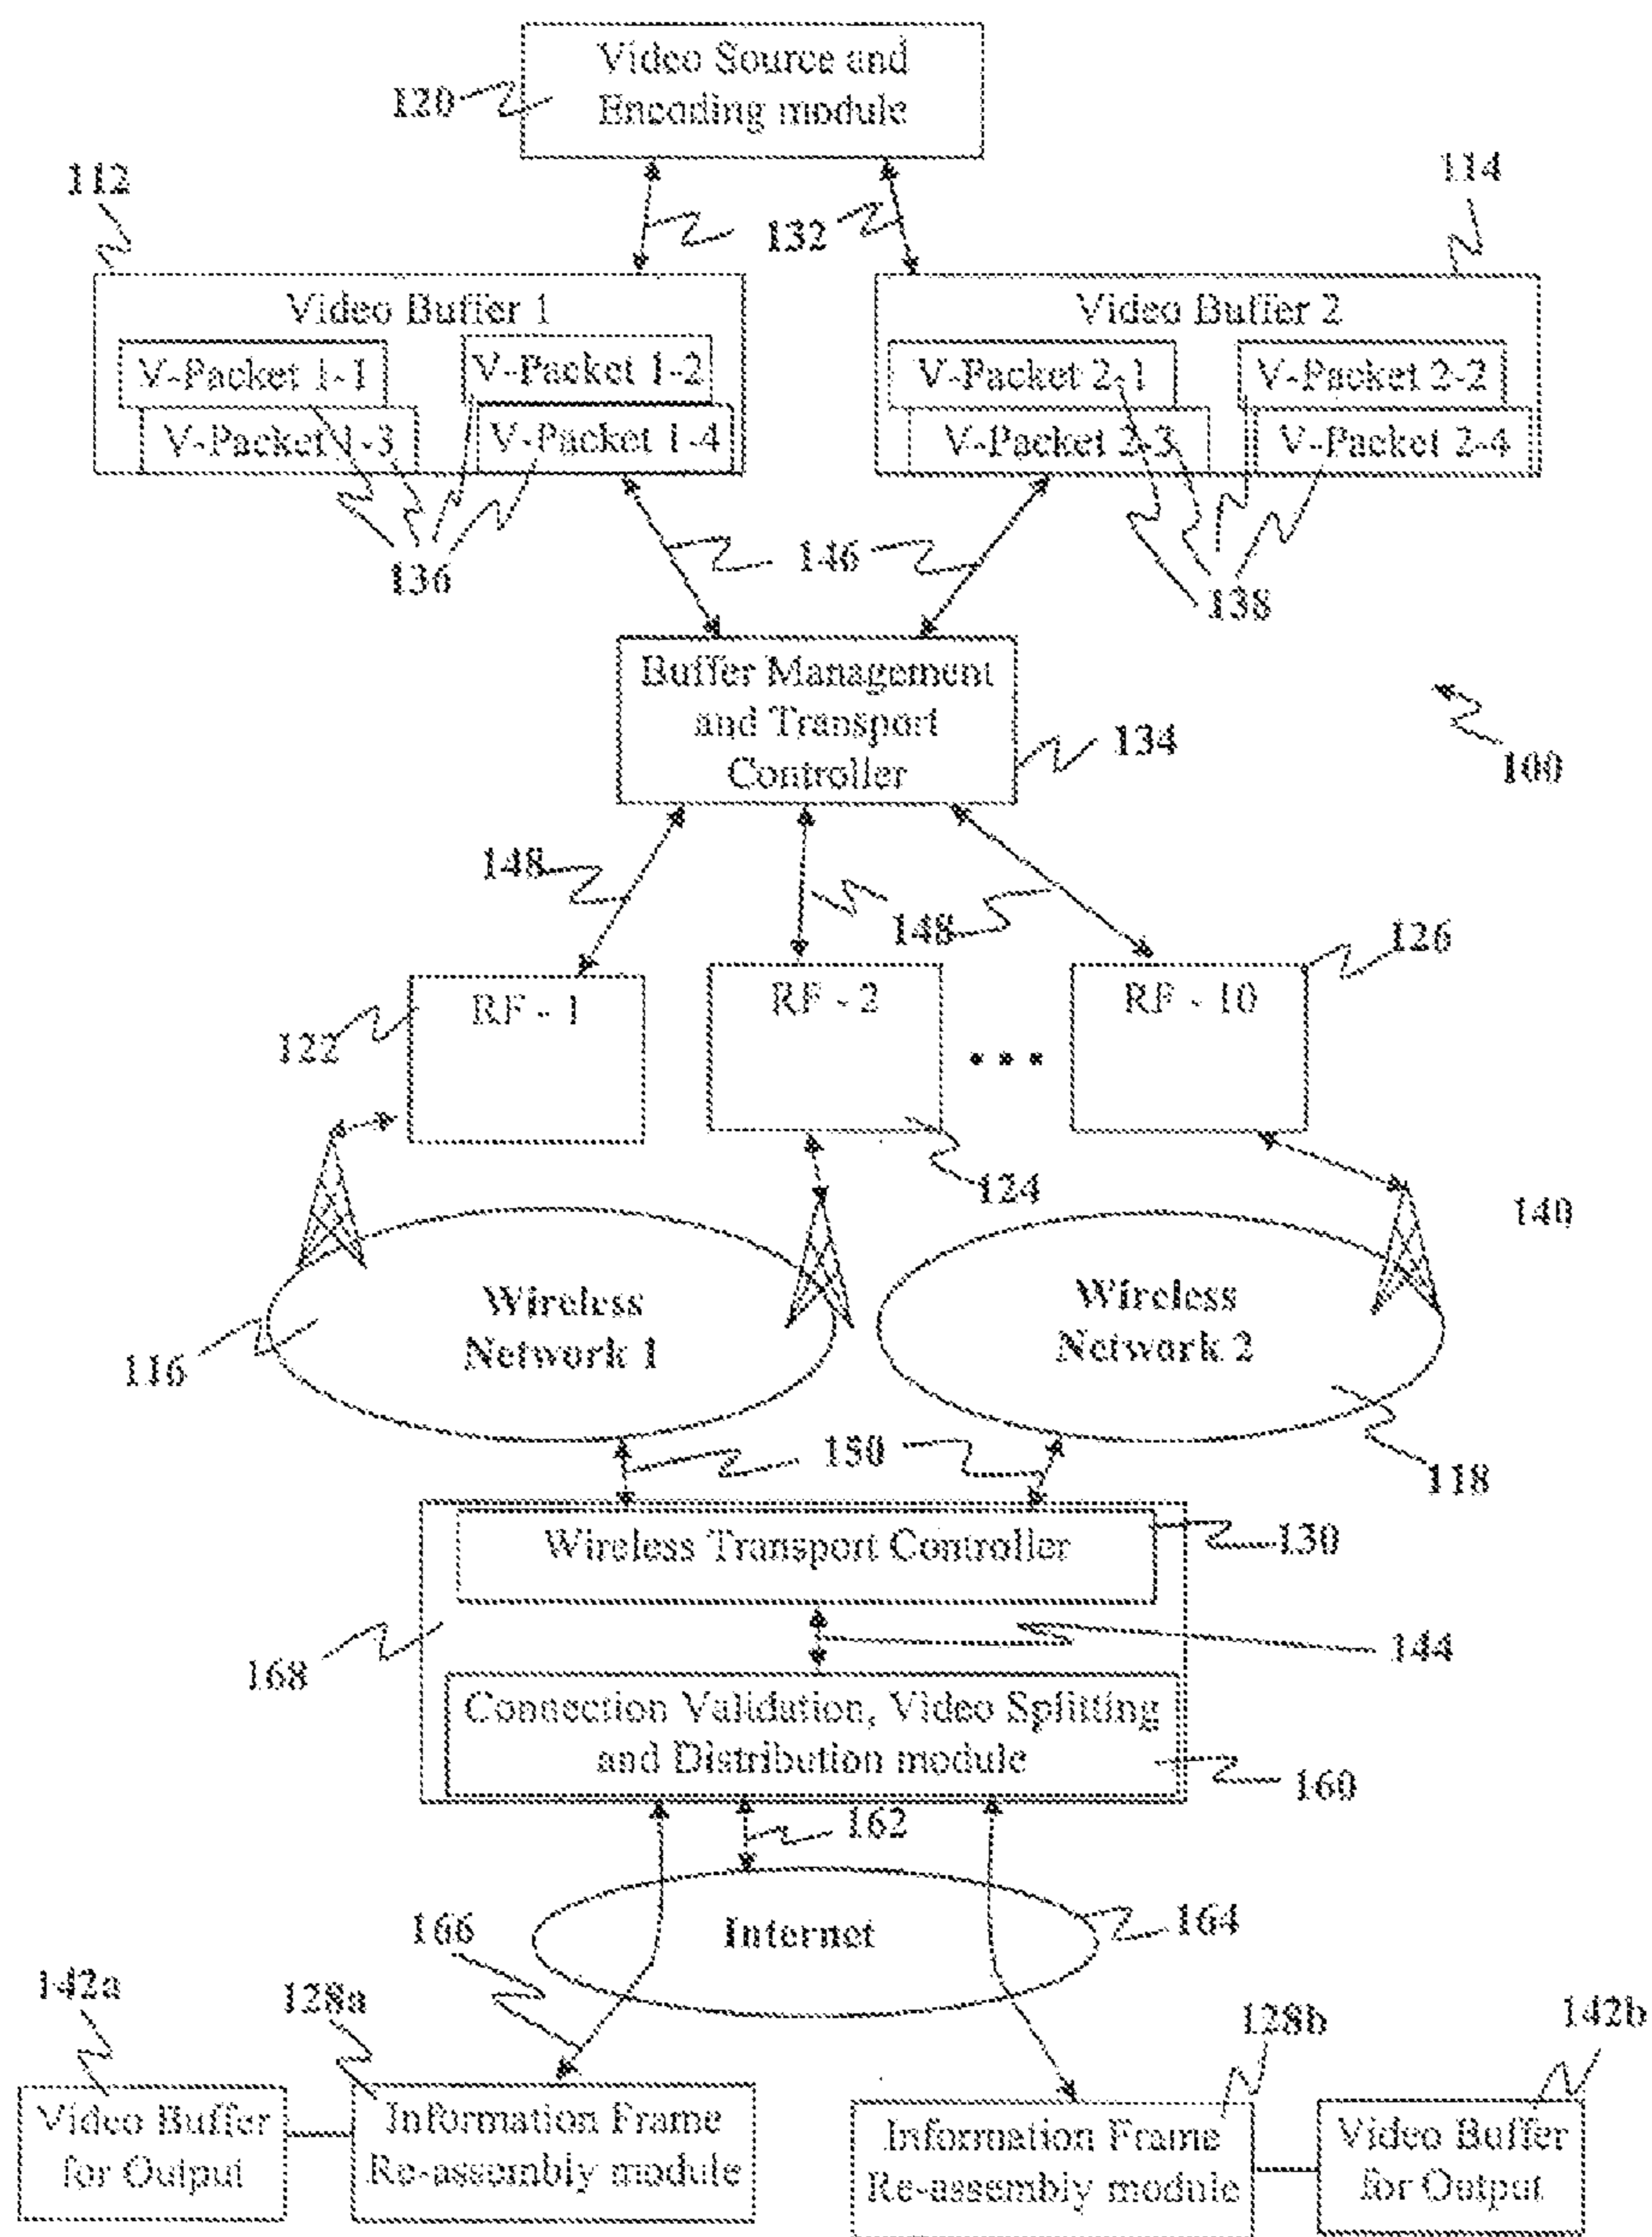 Video Source and
Encoding module
120
112
114
132
Video Buffer 1
Video Buffer 2
V-Packet 1-1
V-Packet 1-2
V-Packet 2-1
V-Packet 2-2
V-Packet 1-3
V-Packet 1-4
V-Packet 2-3
V-Packet 2-4
146
136
138
Buffer Management
and Transport
Controller
134
100
148
148
126
RF - 1
RF - 2
RF - 10
122
...
124
140
Wireless
Network 1
Wireless
Network 2
116
150
118
Wireless Transport Controller
130
144
168
Connection Validation, Video Splitting
and Distribution module
160
162
Internet
164
166
142a
128a
128b
142b
Video Buffer
for Output
Information Frame
Re-assembly module
Information Frame
Re-assembly module
Video Buffer
for Output